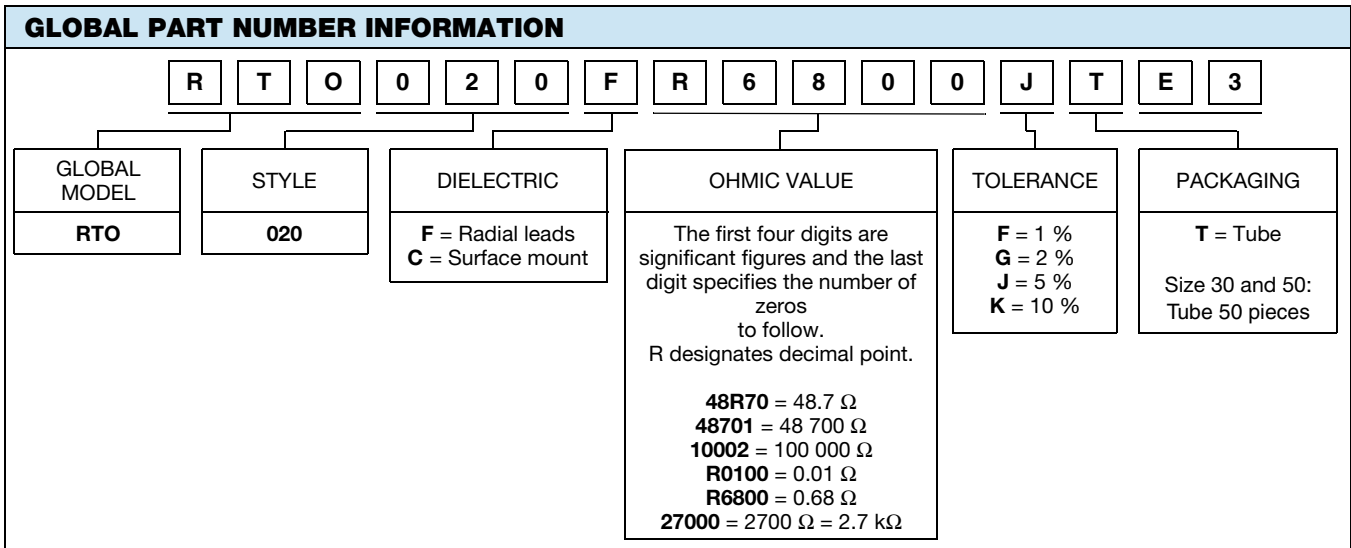 GLOBAL PART NUMBER INFORMATION
R T O 0 2 0 F R 6 8 0 0 J T E 3
GLOBAL
MODEL
RTO
STYLE
020
DIELECTRIC
F = Radial leads
C = Surface mount
OHMIC VALUE
The first four digits are
significant figures and the last
digit specifies the number of
zeros
to follow.
R designates decimal point.
48R70 = 48.7 Ω
48701 = 48 700 Ω
10002 = 100 000 Ω
R0100 = 0.01 Ω
R6800 = 0.68 Ω
27000 = 2700 Ω = 2.7 kΩ
TOLERANCE
F = 1 %
G = 2 %
J = 5 %
K = 10 %
PACKAGING
T = Tube
Size 30 and 50:
Tube 50 pieces